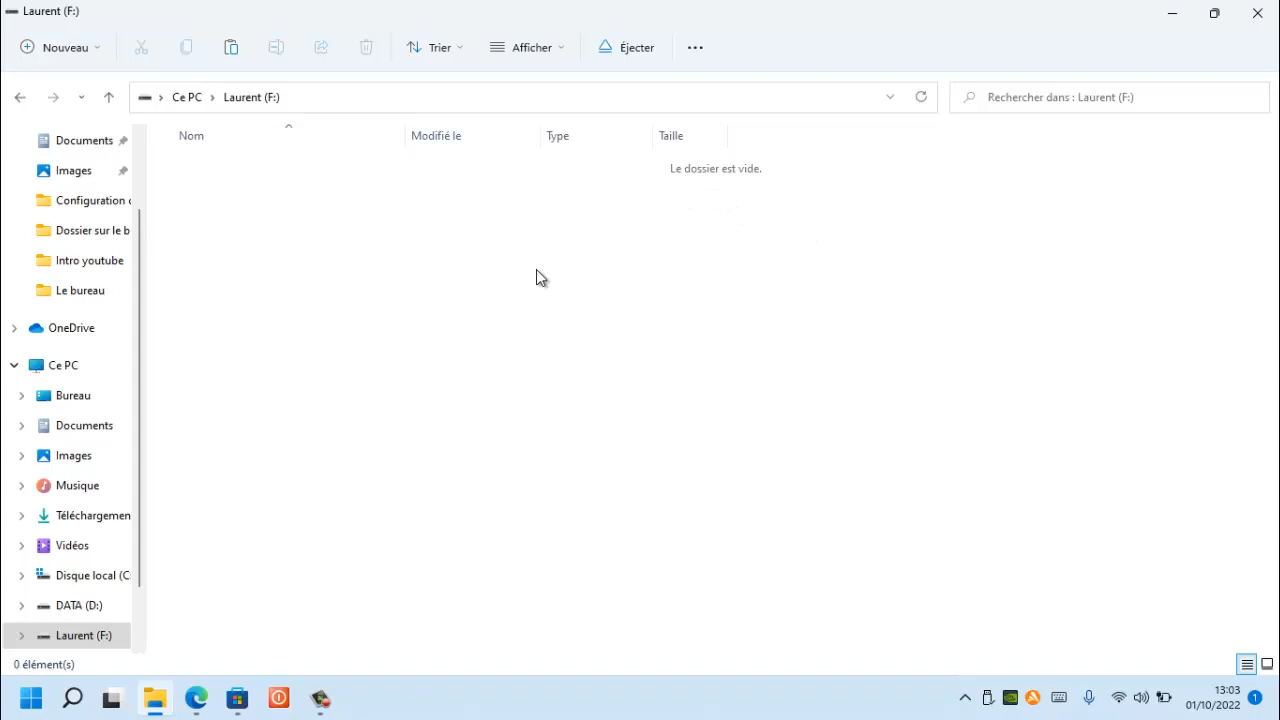 Laurent (F:)
Nouveau
Trier
Afficher
Éjecter
Ce PC
Laurent (F:)
Rechercher dans : Laurent (F:)
Nom
Modifié le
Type
Taille
Le dossier est vide.
Documents
Images
Configuration c
Dossier sur le b
Intro youtube
Le bureau
OneDrive
Ce PC
Bureau
Documents
Images
Musique
Téléchargemen
Vidéos
Disque local (C:
DATA (D:)
Laurent (F:)
0 élément(s)
13:03
01/10/2022
1